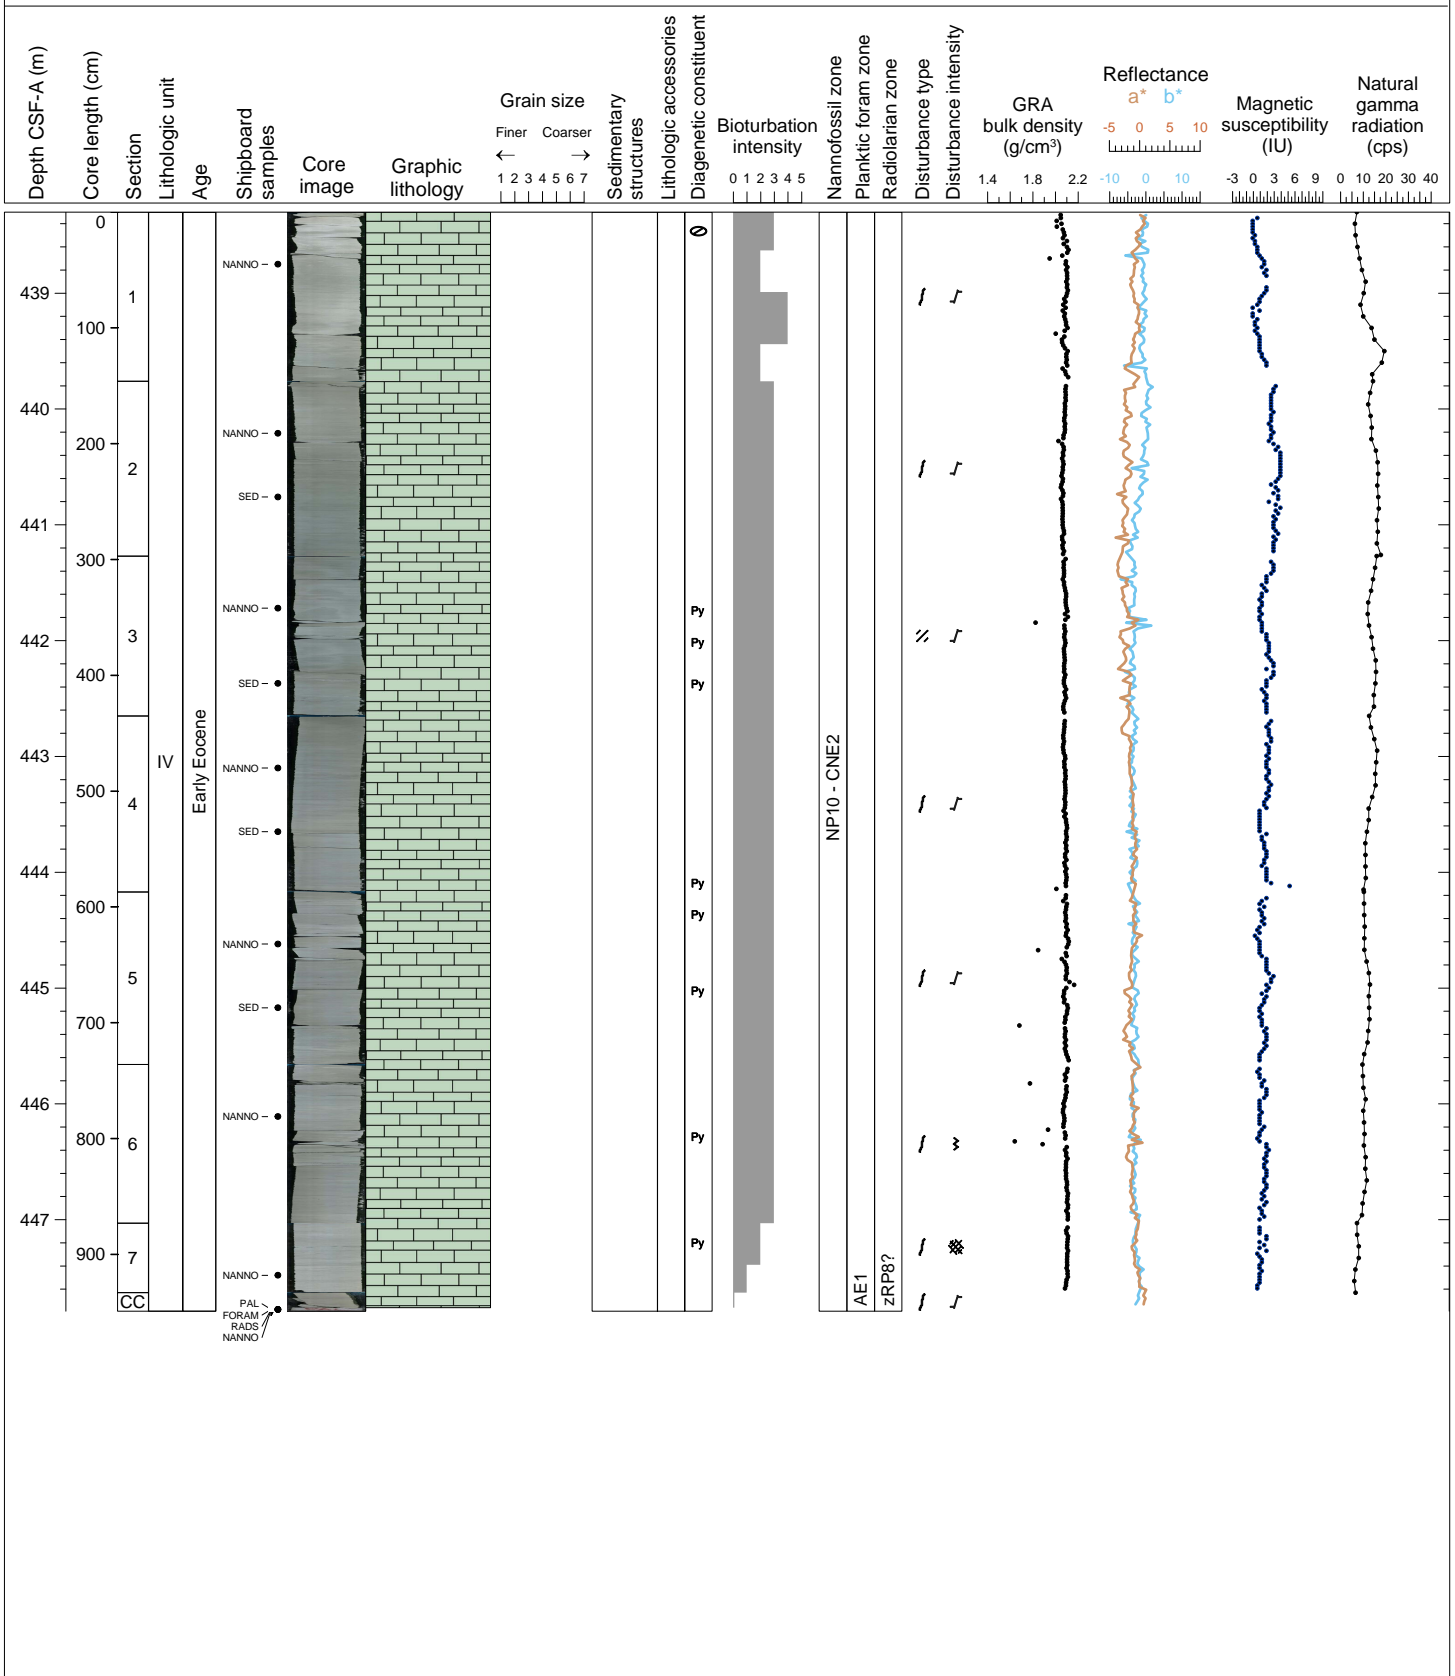 Depth CSF-A (m)
Core length (cm)
Section
Lithologic unit
Age
Shipboard
samples
Core
image
Graphic
lithology
Grain size
Finer Coarser
← →
1 2 3 4 5 6 7
Sedimentary
structures
Lithologic accessories
Diagenetic constituent
Bioturbation
intensity
0 1 2 3 4 5
Nannofossil zone
Planktic foram zone
Radiolarian zone
Disturbance type
Disturbance intensity
GRA
bulk density
(g/cm³)
1.4 1.8 2.2
Reflectance
a* b*
-5 0 5 10
-10 0 10
Magnetic
susceptibility
(IU)
-3 0 3 6 9
Natural
gamma
radiation
(cps)
0 10 20 30 40
0
NANNO
439
1
100
440
NANNO
200
2
SED
441
300
NANNO
Py
3
442
Py
400
SED
Py
Early Eocene
NP10 - CNE2
443
IV
NANNO
500
4
SED
444
Py
600
Py
NANNO
5
445
Py
SED
700
446
NANNO
800
6
Py
447
Py
900
7
AE1
zRP8?
NANNO
CC
PAL
FORAM
RADS
NANNO